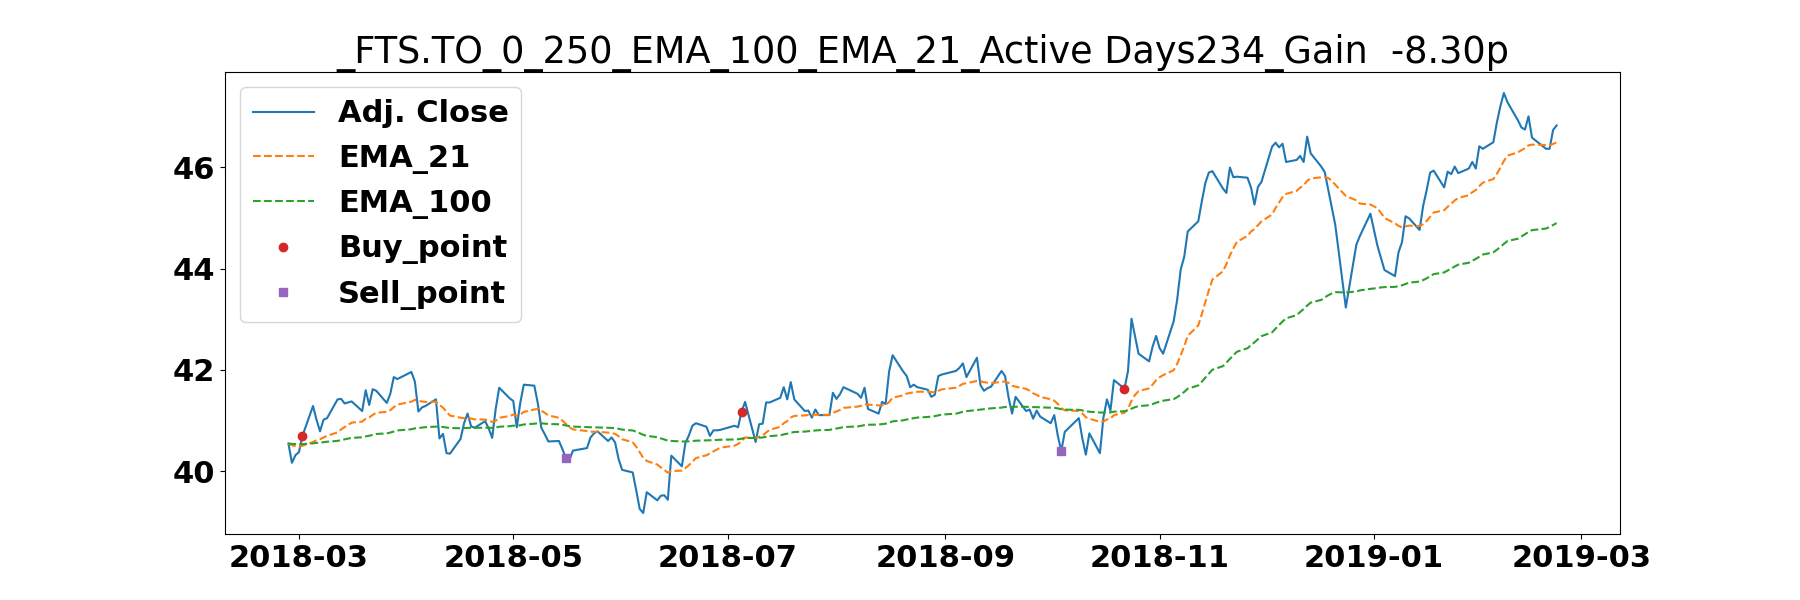 _FTS.TO_0_250_EMA_100_EMA_21_Active Days234_Gain  -8.30p
Adj. Close
EMA_21
EMA_100
Buy_point
Sell_point
46
44
42
40
2018-03 2018-05 2018-07 2018-09 2018-11 2019-01 2019-03